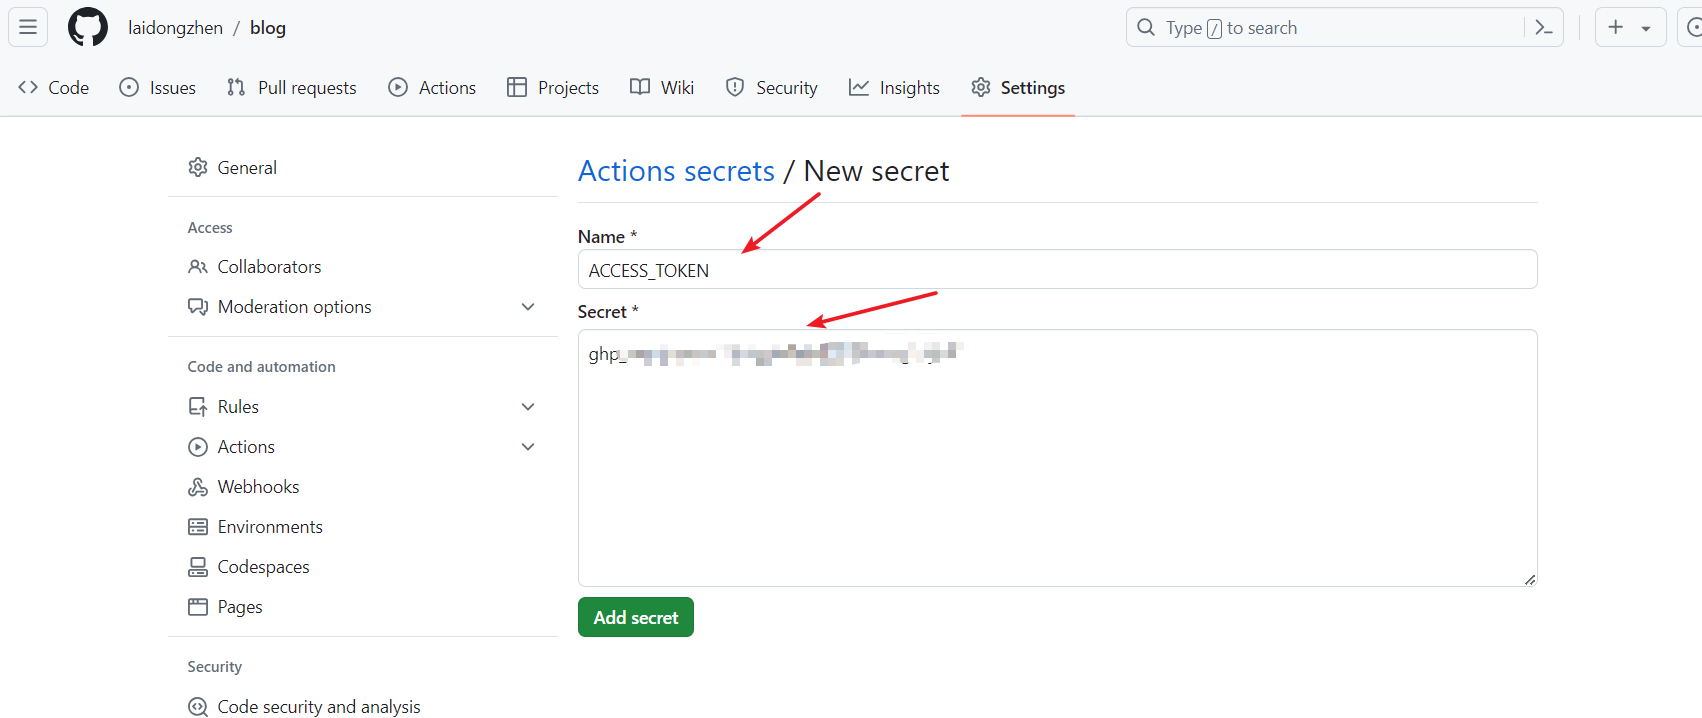 laidongzhen / blog
Type / to search
Code Issues Pull requests Actions Projects Wiki Security Insights Settings
General
Access
Collaborators
Moderation options
Code and automation
Rules
Actions
Webhooks
Environments
Codespaces
Pages
Security
Code security and analysis
Actions secrets / New secret
Name *
ACCESS_TOKEN
Secret *
ghp_
Add secret